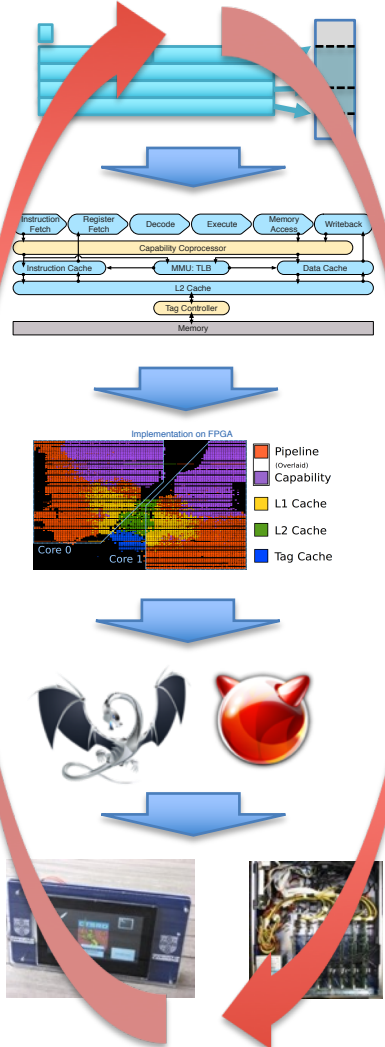 Instruction Fetch
Register Fetch
Decode
Execute
Memory Access
Writeback
Capability Coprocessor
Instruction Cache
MMU: TLB
Data Cache
L2 Cache
Tag Controller
Memory
Implementation on FPGA
Pipeline
(Overlaid)
Capability
L1 Cache
L2 Cache
Tag Cache
Core 0
Core 1